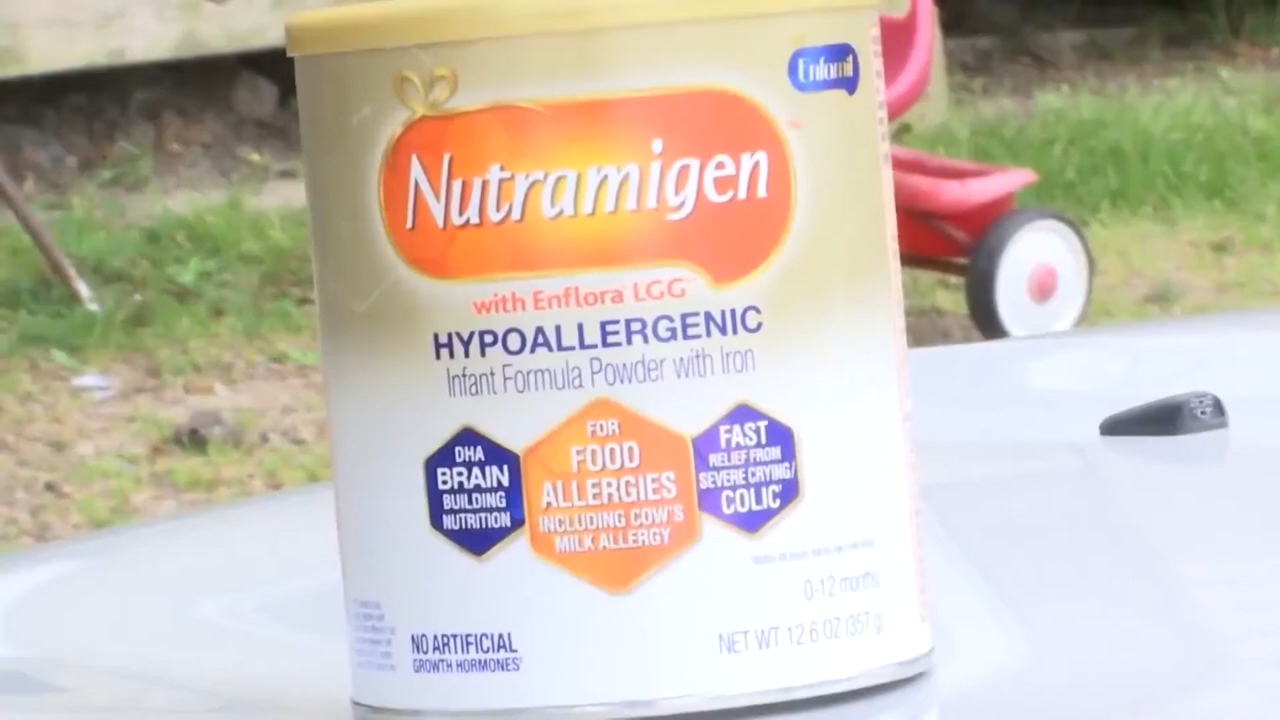 Enfamil
Nutramigen
with Enflora LGG™
HYPOALLERGENIC
Infant Formula Powder with Iron
DHA
BRAIN
BUILDING
NUTRITION
FOR
FOOD
ALLERGIES
INCLUDING COW'S
MILK ALLERGY
FAST
RELIEF FROM
SEVERE CRYING/
COLIC†
0-12 months
NO ARTIFICIAL
GROWTH HORMONES
NET WT 12.6 OZ (357 g)